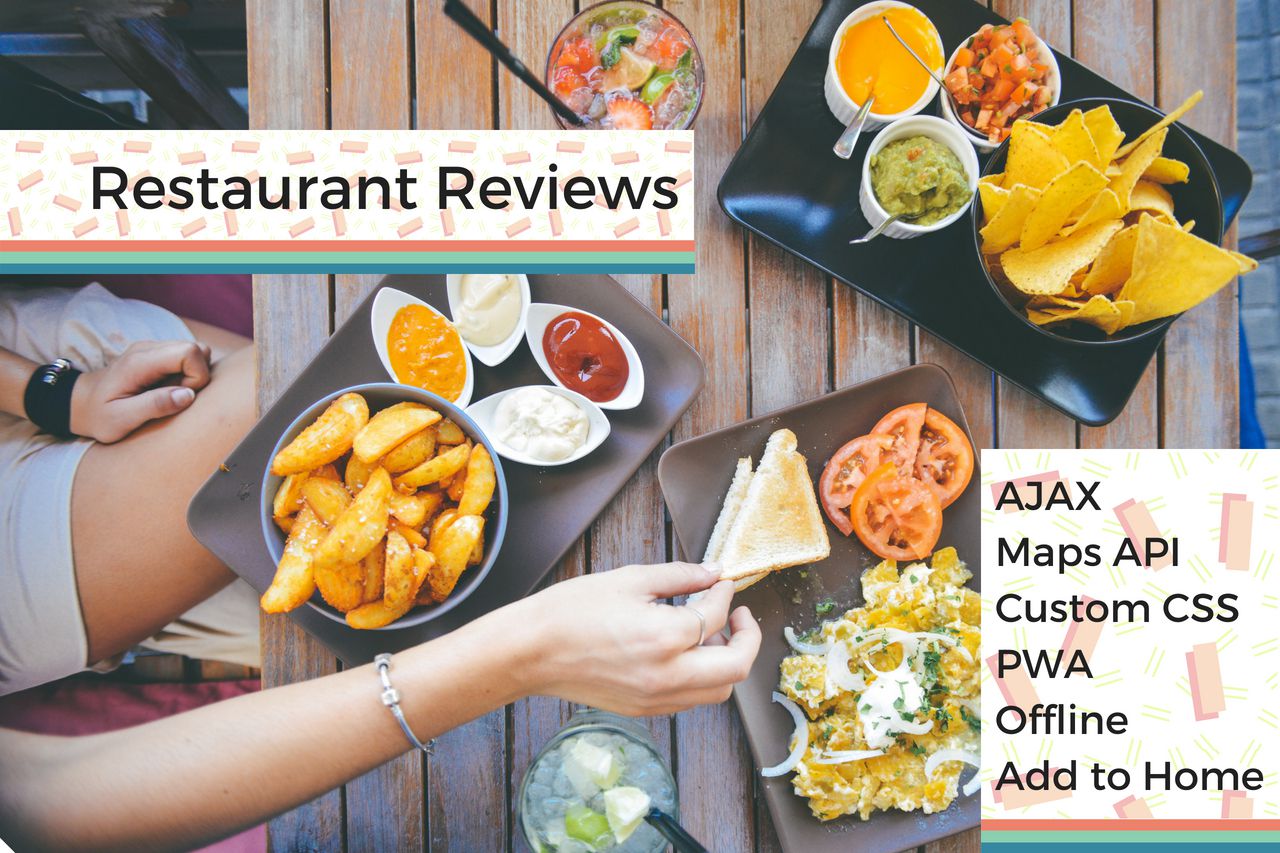 Restaurant Reviews
AJAX
Maps API
Custom CSS
PWA
Offline
Add to Home